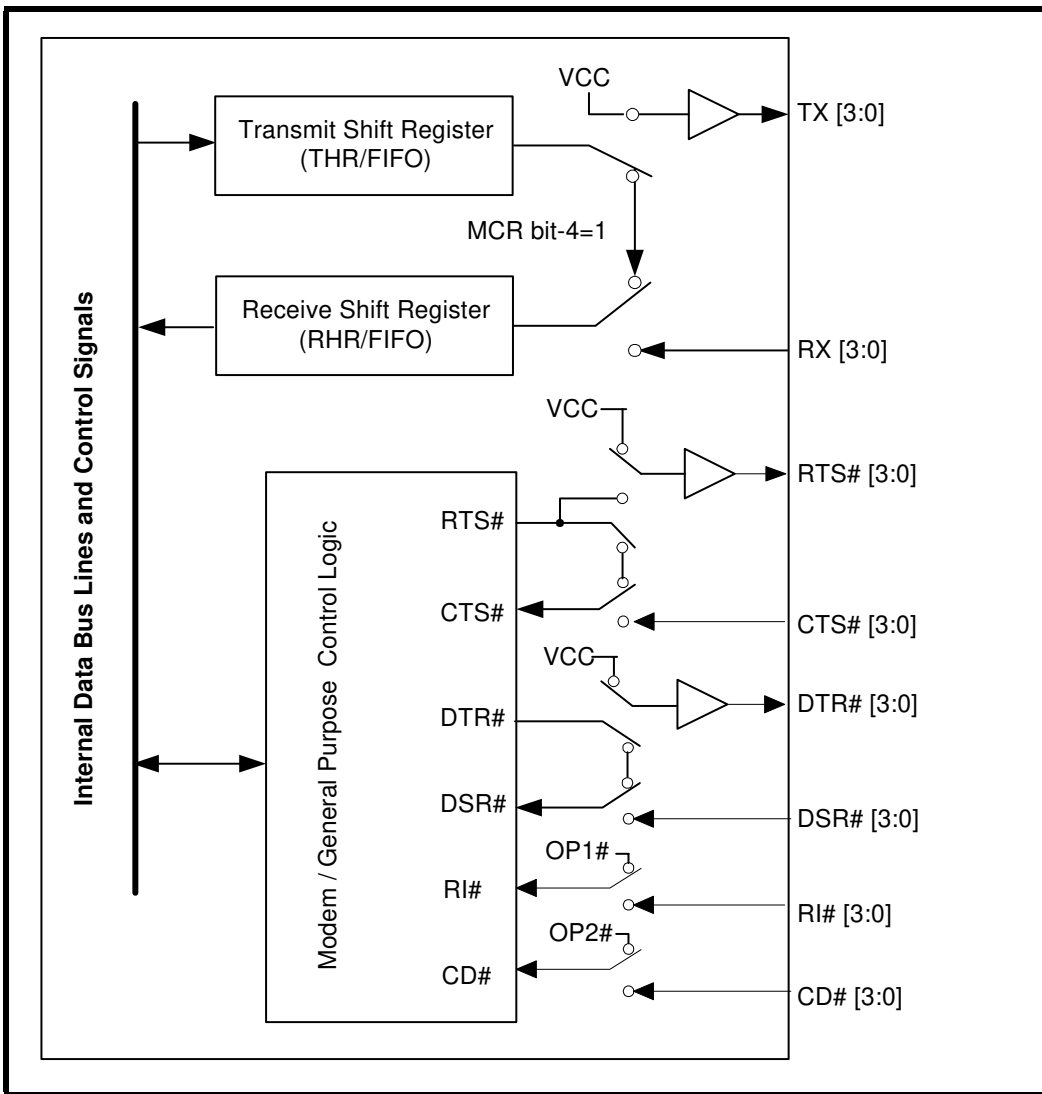 VCC
TX [3:0]
Transmit Shift Register
(THR/FIFO)
MCR bit-4=1
Receive Shift Register
(RHR/FIFO)
RX [3:0]
Internal Data Bus Lines and Control Signals
VCC
RTS# [3:0]
RTS#
CTS#
CTS# [3:0]
Modem / General Purpose Control Logic
VCC
DTR# [3:0]
DTR#
DSR#
DSR# [3:0]
OP1#
RI#
RI# [3:0]
OP2#
CD#
CD# [3:0]